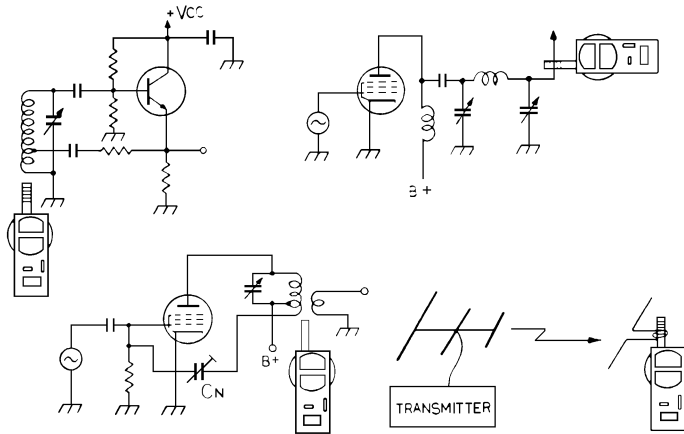 +VCC
B+
B+
CN
TRANSMITTER